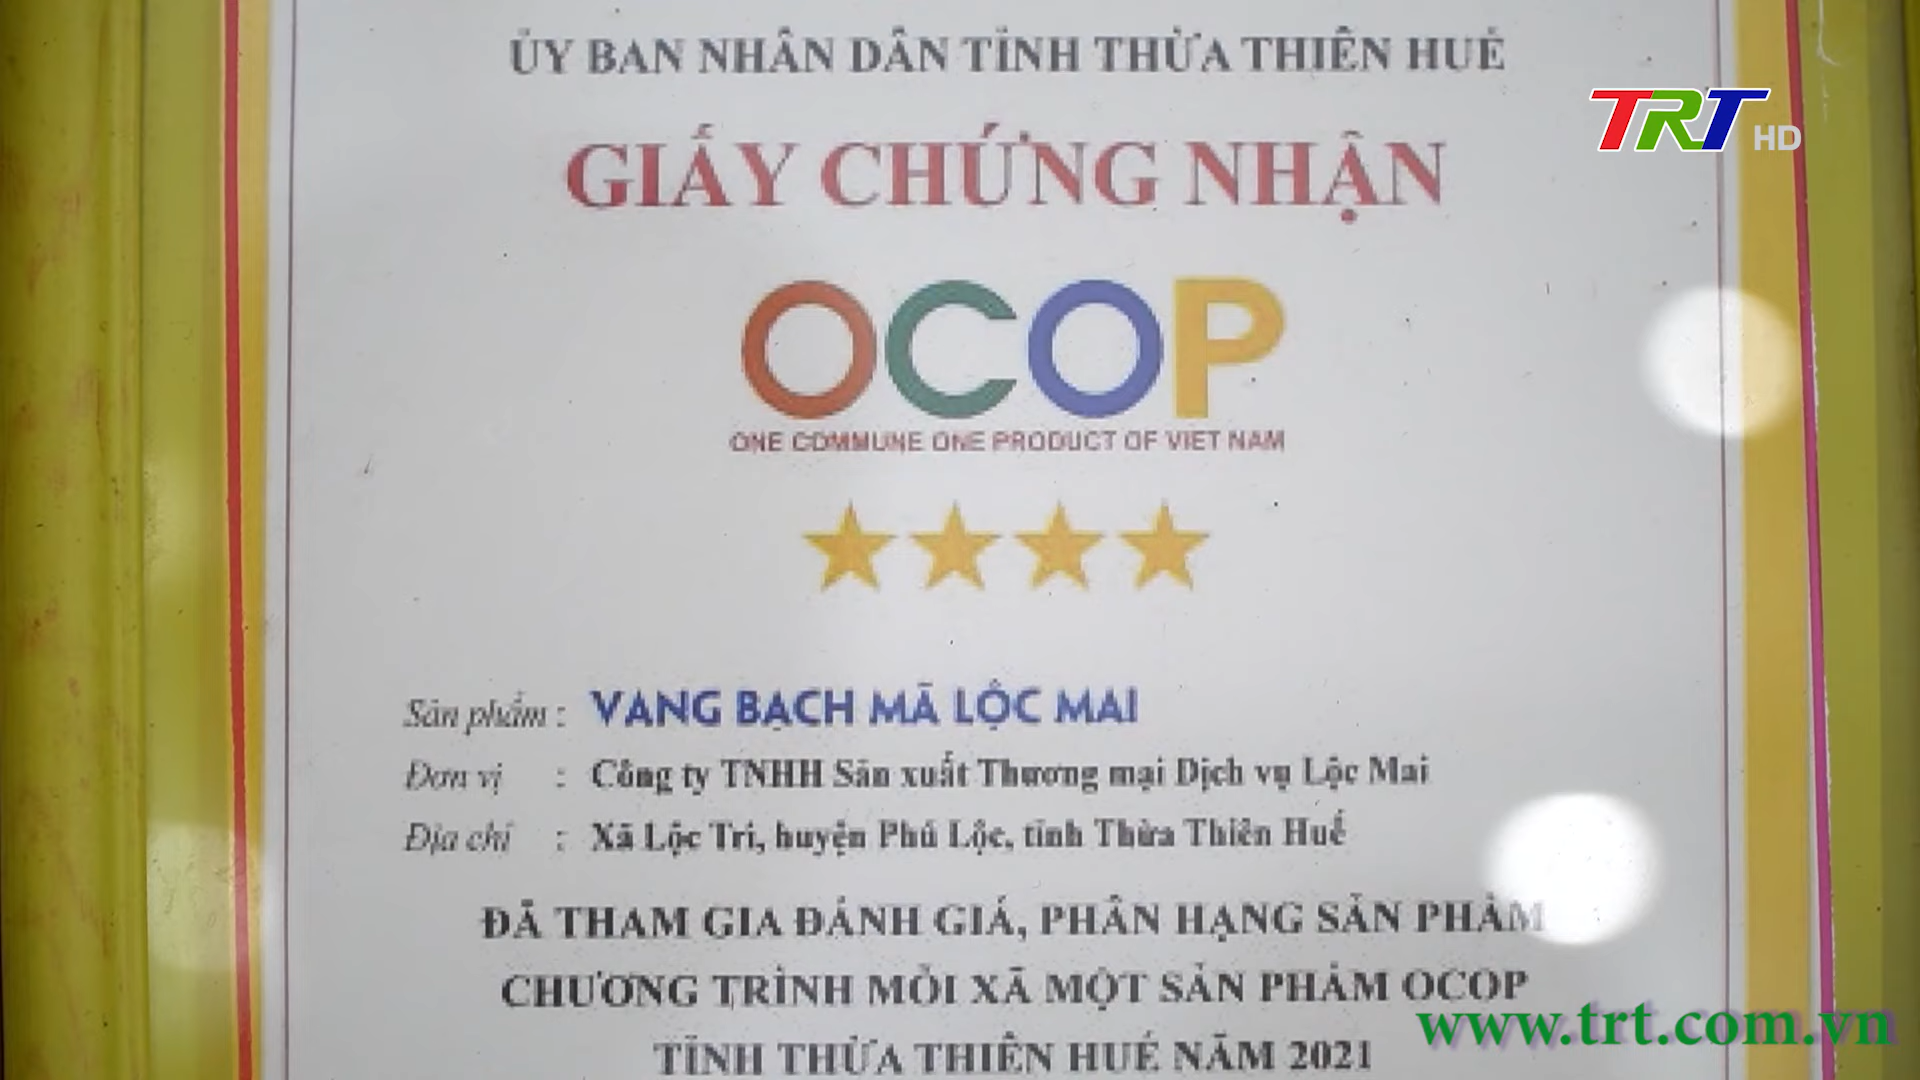 ỦY BAN NHÂN DÂN TỈNH THỪA THIÊN HUẾ
TRT HD
GIẤY CHỨNG NHẬN
OCOP
ONE COMMUNE ONE PRODUCT OF VIET NAM
Sản phẩm : VANG BẠCH MÃ LỘC MAI
Đơn vị : Công ty TNHH Sản xuất Thương mại Dịch vụ Lộc Mai
Địa chỉ : Xã Lộc Trì, huyện Phú Lộc, tỉnh Thừa Thiên Huế
ĐÃ THAM GIA ĐÁNH GIÁ, PHÂN HẠNG SẢN PHẨM
CHƯƠNG TRÌNH MỖI XÃ MỘT SẢN PHẨM OCOP
TỈNH THỪA THIÊN HUẾ NĂM 2021
www.trt.com.vn